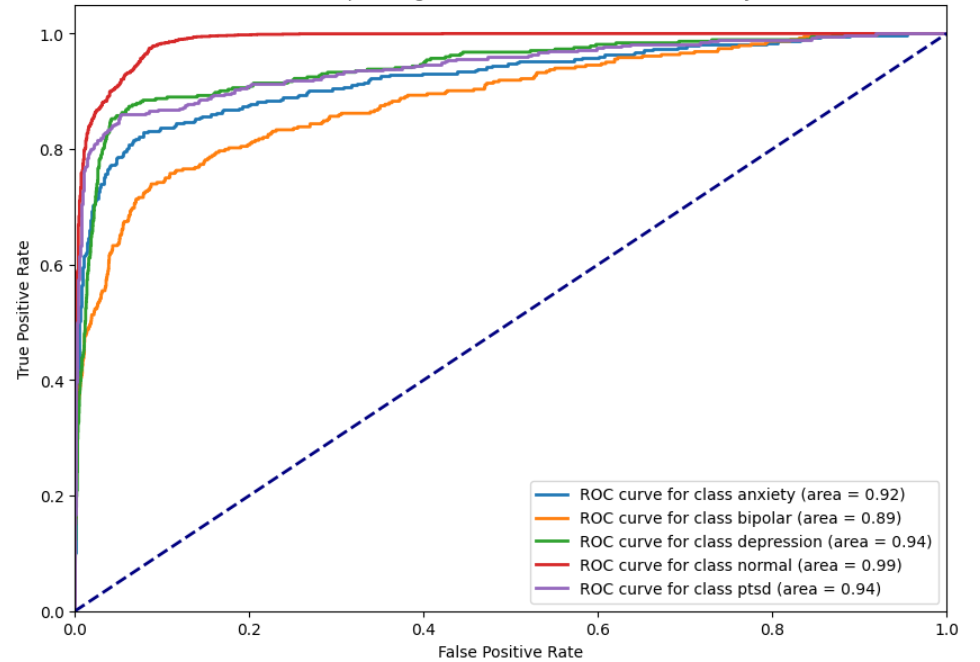 1.0
0.8
0.6
0.4
0.2
0.0
True Positive Rate
ROC curve for class anxiety (area = 0.92)
ROC curve for class bipolar (area = 0.89)
ROC curve for class depression (area = 0.94)
ROC curve for class normal (area = 0.99)
ROC curve for class ptsd (area = 0.94)
0.0 0.2 0.4 0.6 0.8 1.0
False Positive Rate